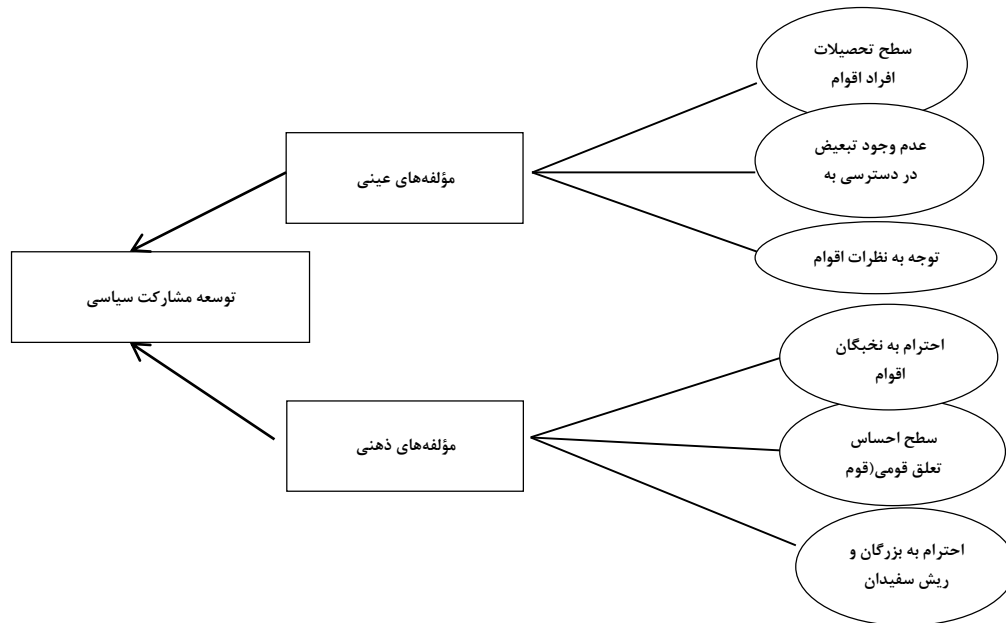 سطح تحصیلات
افراد اقوام
عدم وجود تبعیض
در دسترسی به
توجه به نظرات اقوام
مؤلفه‌های عینی
توسعه مشارکت سیاسی
احترام به نخبگان
اقوام
سطح احساس
تعلق قومی(قوم
احترام به بزرگان و
ریش سفیدان
مؤلفه‌های ذهنی